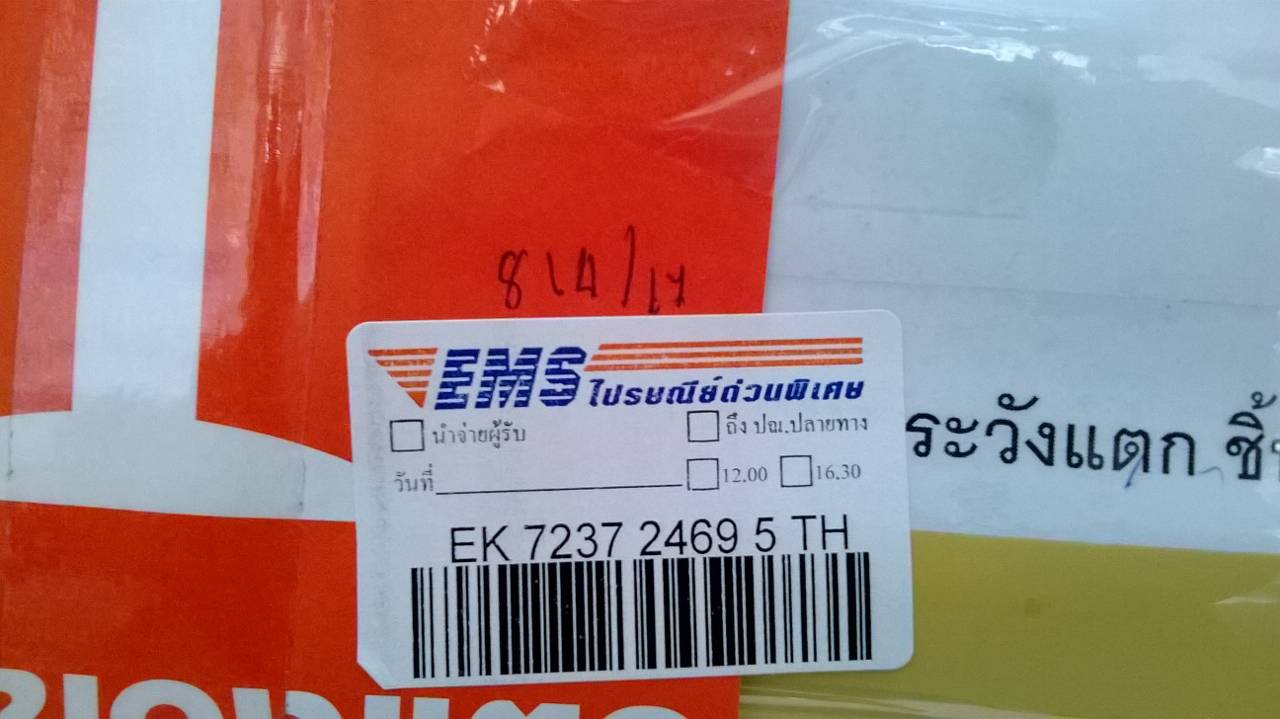 814/17
EMS ไปรษณีย์ด่วนพิเศษ
นำจ่ายผู้รับ ถึง ปณ.ปลายทาง
วันที่ 12.00 16.30
EK 7237 2469 5 TH
ระวังแตก